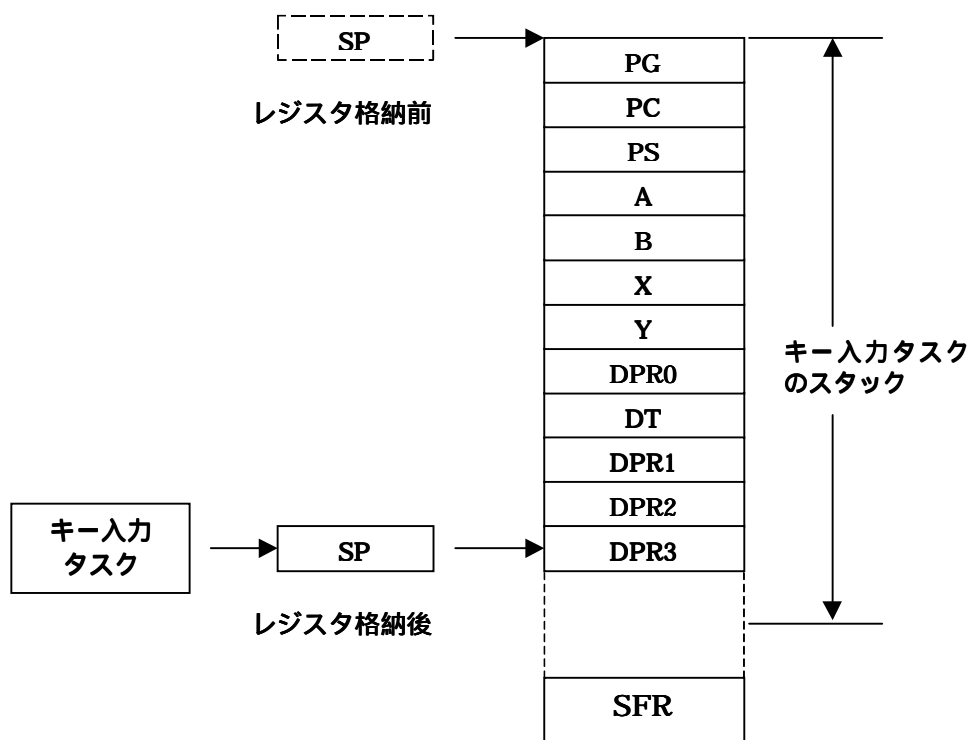 SP
レジスタ格納前
PG
PC
PS
A
B
X
Y
DPR0
DT
DPR1
DPR2
DPR3
キー入力タスク
のスタック
キー入力
タスク
SP
レジスタ格納後
SFR